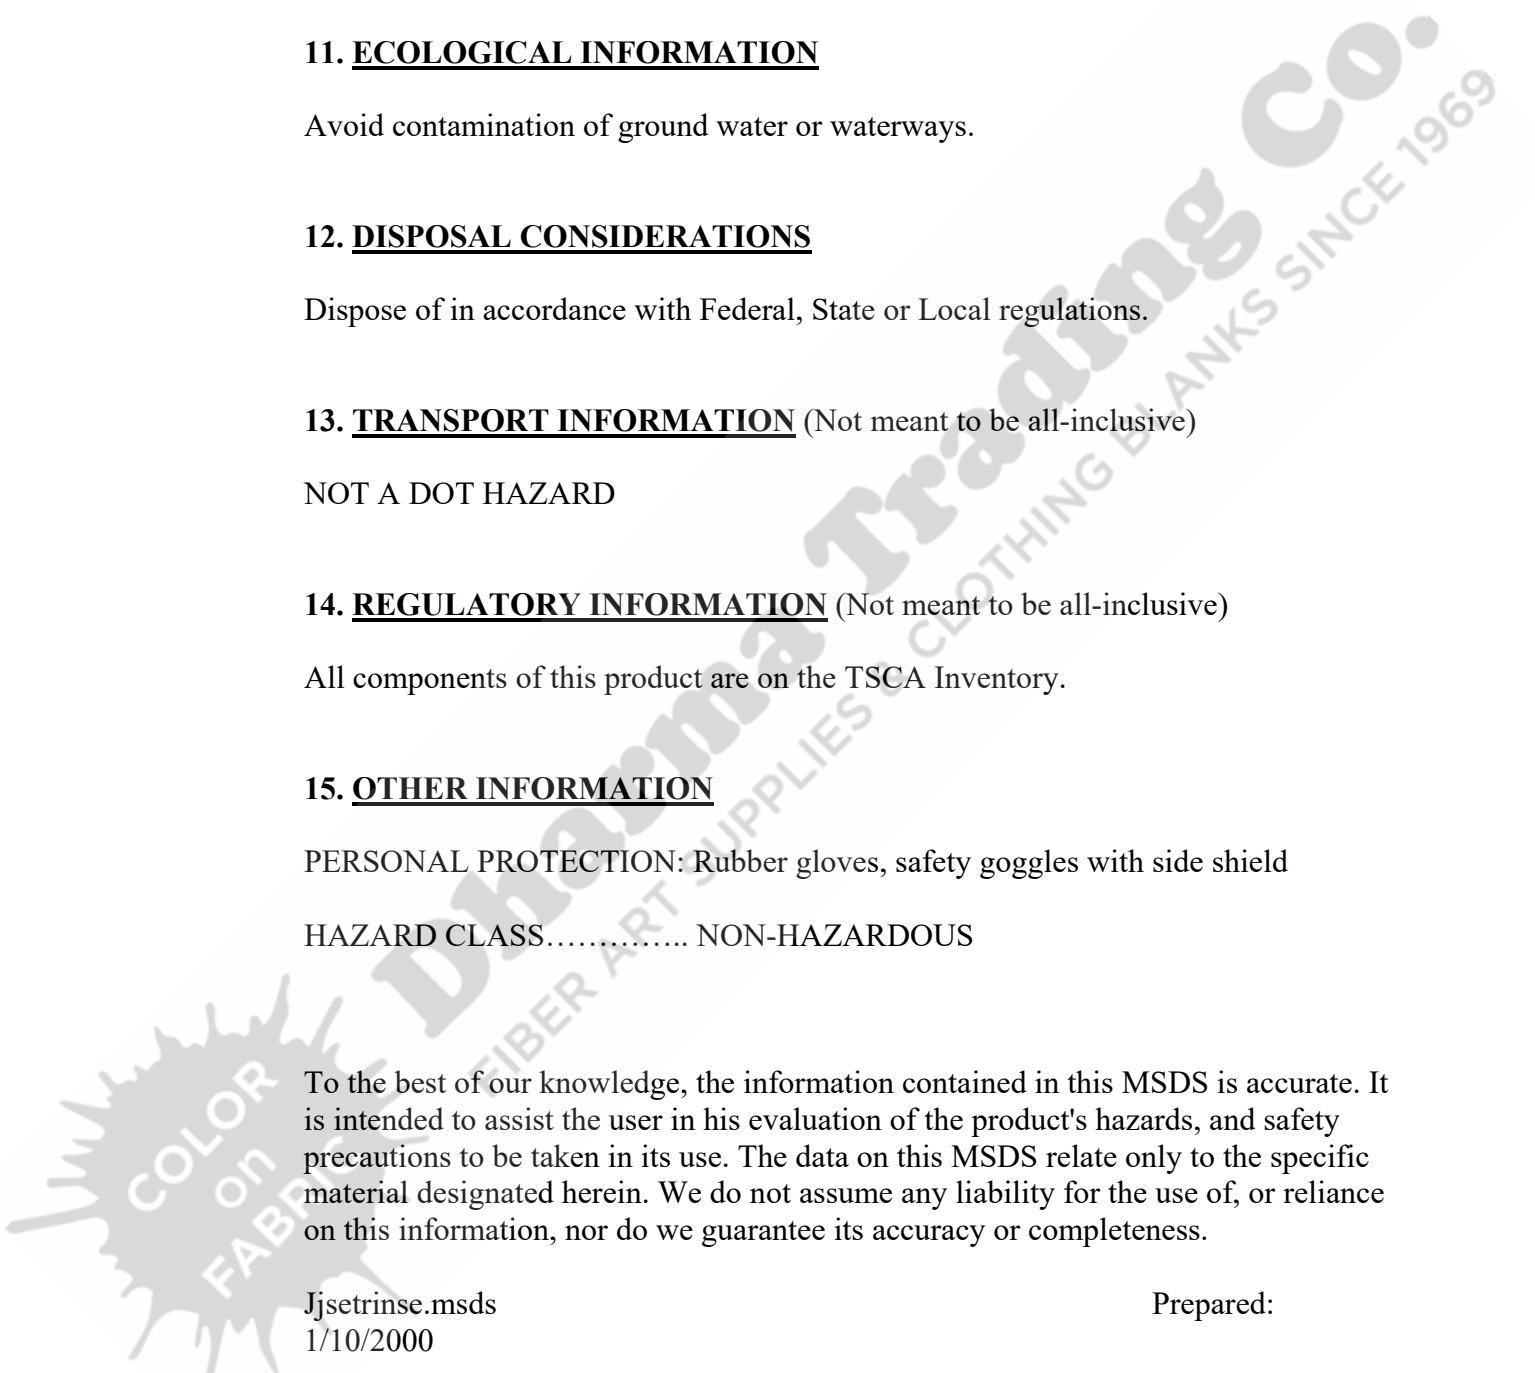 11. ECOLOGICAL INFORMATION
Avoid contamination of ground water or waterways.
12. DISPOSAL CONSIDERATIONS
Dispose of in accordance with Federal, State or Local regulations.
13. TRANSPORT INFORMATION (Not meant to be all-inclusive)
NOT A DOT HAZARD
14. REGULATORY INFORMATION (Not meant to be all-inclusive)
All components of this product are on the TSCA Inventory.
15. OTHER INFORMATION
PERSONAL PROTECTION: Rubber gloves, safety goggles with side shield
HAZARD CLASS………….. NON-HAZARDOUS
To the best of our knowledge, the information contained in this MSDS is accurate. It
is intended to assist the user in his evaluation of the product's hazards, and safety
precautions to be taken in its use. The data on this MSDS relate only to the specific
material designated herein. We do not assume any liability for the use of, or reliance
on this information, nor do we guarantee its accuracy or completeness.
Jjsetrinse.msds Prepared:
1/10/2000
Dharma Trading Co.
FIBER ART SUPPLIES & CLOTHING BLANKS SINCE 1969
COLOR
on
FABRIC